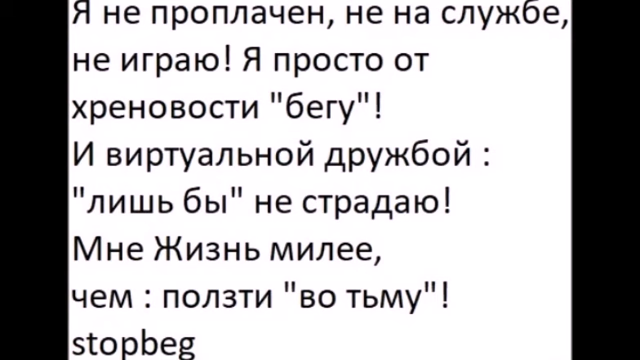 Я не проплачен, не на службе,
не играю! Я просто от
хреновости "бегу"!
И виртуальной дружбой :
"лишь бы" не страдаю!
Мне Жизнь милее,
чем : ползти "во тьму"!
stopbeg